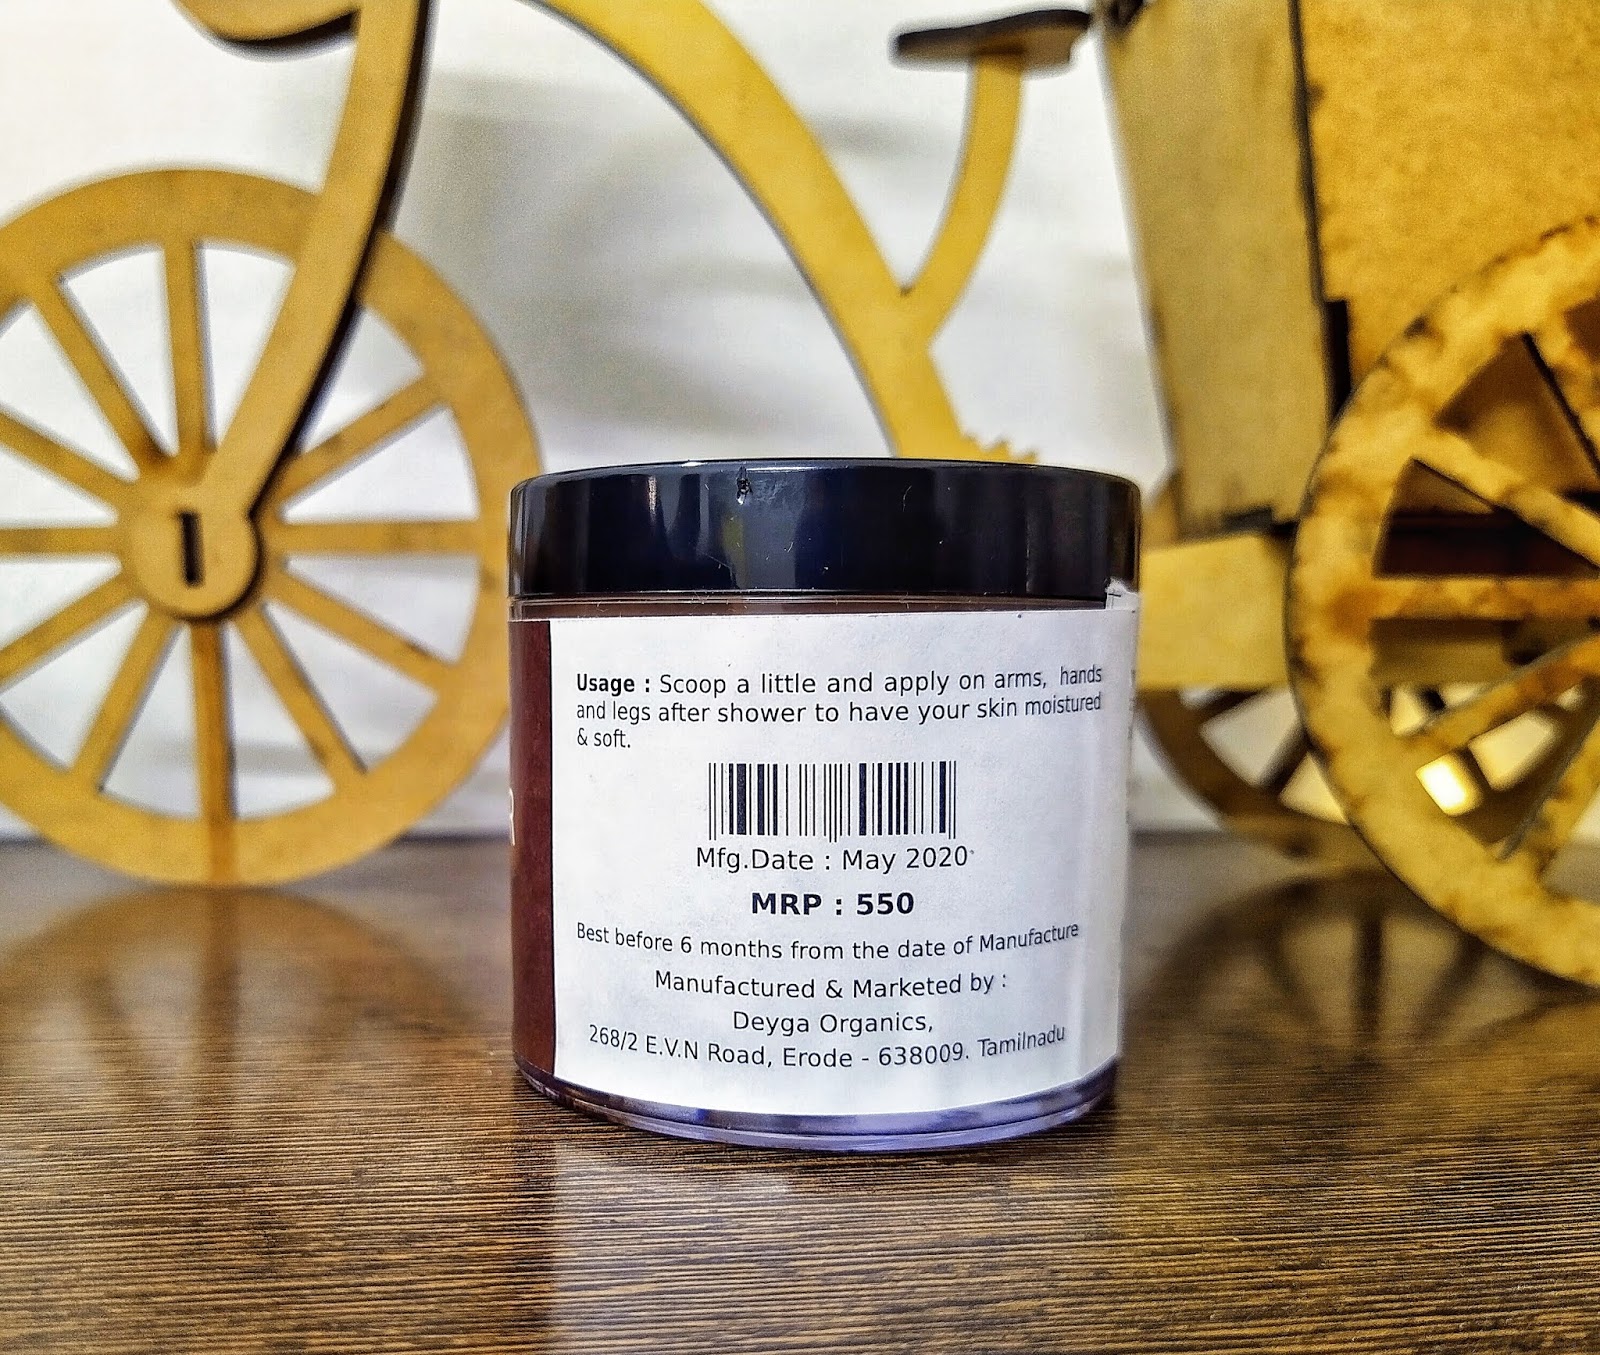 Usage : Scoop a little and apply on arms, hands
and legs after shower to have your skin moistured
& soft.
Mfg.Date : May 2020
MRP : 550
Best before 6 months from the date of Manufacture
Manufactured & Marketed by :
Deyga Organics,
268/2 E.V.N Road, Erode - 638009. Tamilnadu